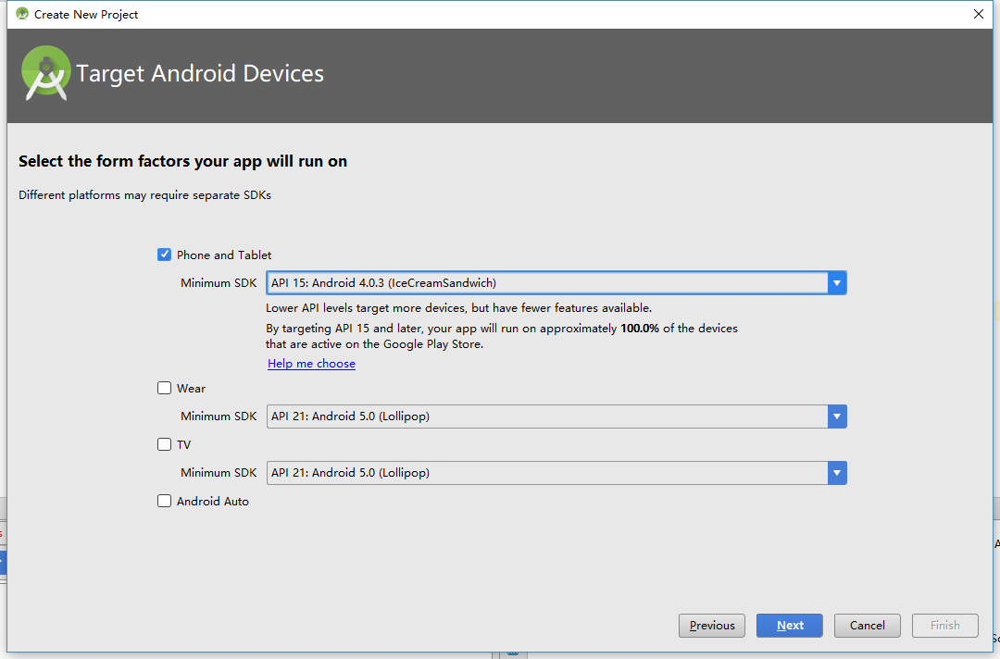 Create New Project
Target Android Devices
Select the form factors your app will run on
Different platforms may require separate SDKs
Phone and Tablet
Minimum SDK API 15: Android 4.0.3 (IceCreamSandwich)
Lower API levels target more devices, but have fewer features available.
By targeting API 15 and later, your app will run on approximately 100.0% of the devices
that are active on the Google Play Store.
Help me choose
Wear
Minimum SDK API 21: Android 5.0 (Lollipop)
TV
Minimum SDK API 21: Android 5.0 (Lollipop)
Android Auto
Previous Next Cancel Finish